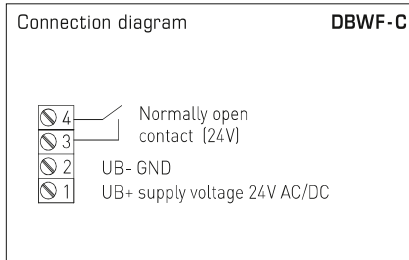 Connection diagram DBWF-C
4 Normally open
3 contact (24V)
2 UB- GND
1 UB+ supply voltage 24V AC/DC